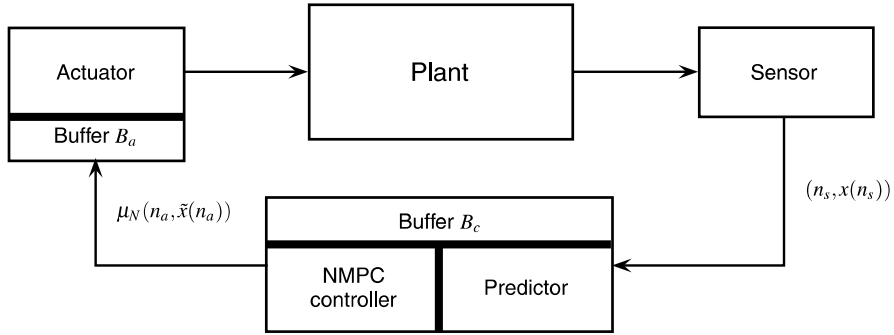 Actuator
Plant
Sensor
Buffer B_a
(n_s, x(n_s))
μ_N(n_a, x̃(n_a))
Buffer B_c
NMPC
controller
Predictor